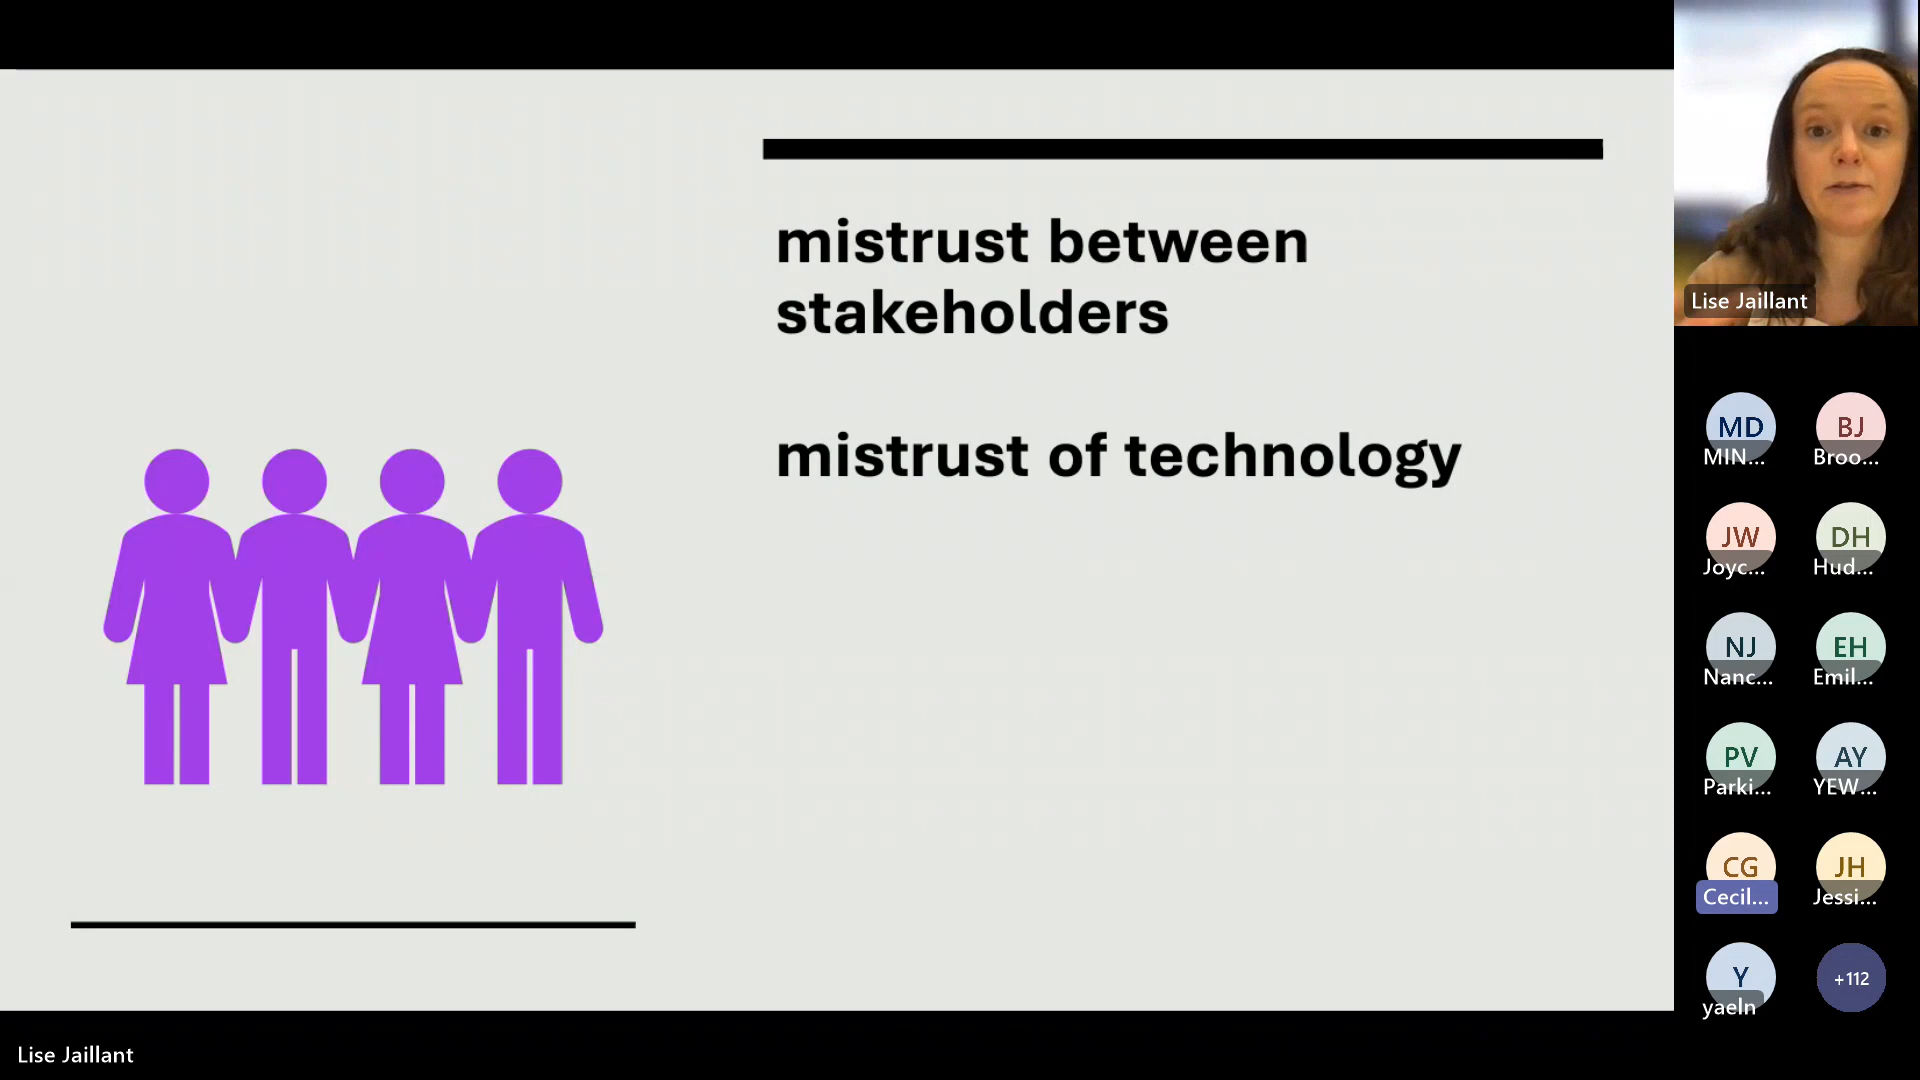 mistrust between
stakeholders
mistrust of technology
Lise Jaillant
MD
MIN...
BJ
Broo...
JW
Joyc...
DH
Hud...
NJ
Nanc...
EH
Emil...
PV
Parki...
AY
YEW...
CG
Cecil...
JH
Jessi...
Y
yaeln
+112
Lise Jaillant